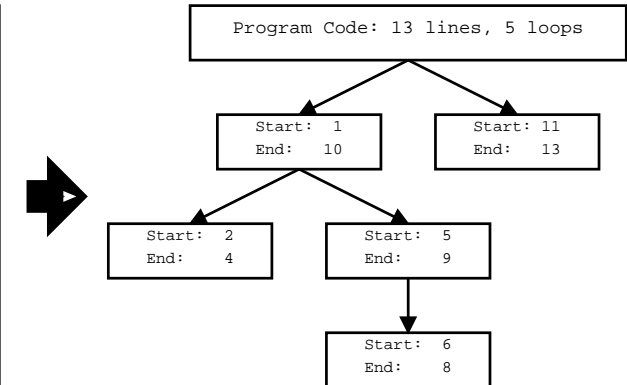 Program Code: 13 lines, 5 loops
Start: 1
End: 10
Start: 11
End: 13
Start: 2
End: 4
Start: 5
End: 9
Start: 6
End: 8